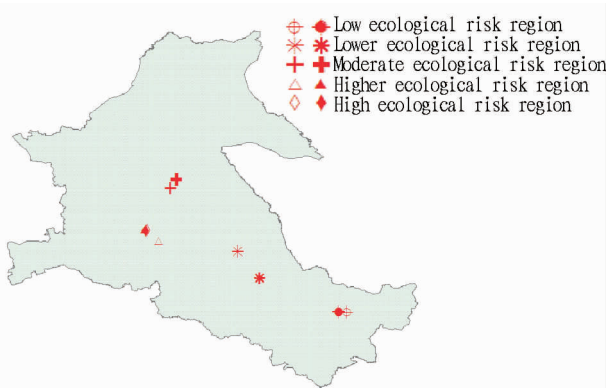 Low ecological risk region
Lower ecological risk region
Moderate ecological risk region
Higher ecological risk region
High ecological risk region